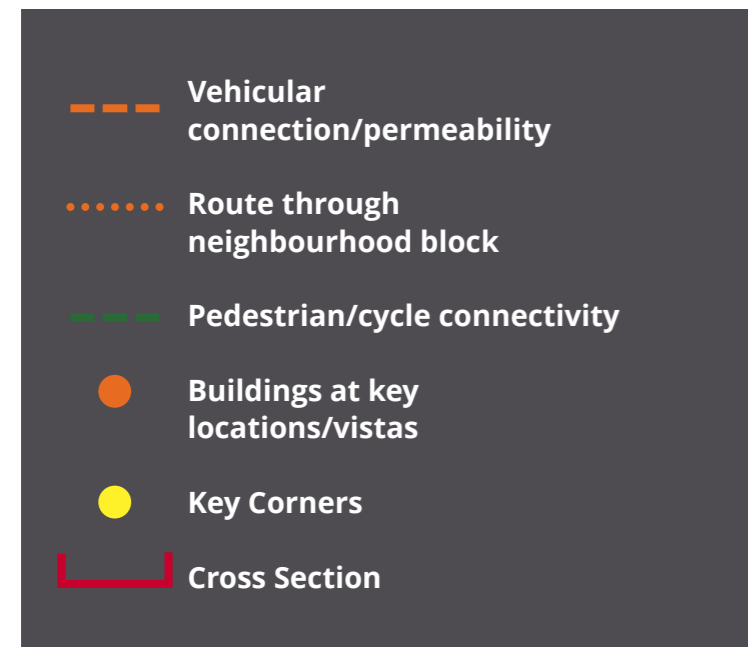 Vehicular
connection/permeability
Route through
neighbourhood block
Pedestrian/cycle connectivity
Buildings at key
locations/vistas
Key Corners
Cross Section